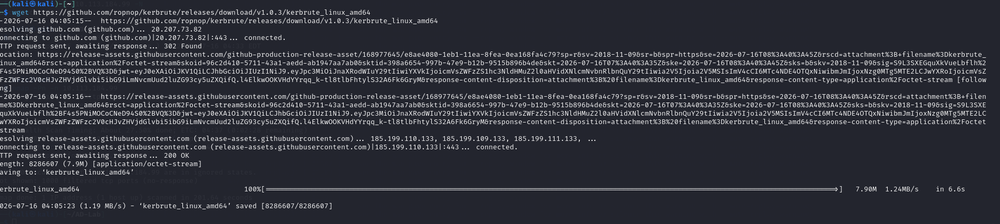 ─(kali㉿kali)-[~]
─$ wget https://github.com/ropnop/kerbrute/releases/download/v1.0.3/kerbrute_linux_amd64
-2026-07-16 04:05:15-- https://github.com/ropnop/kerbrute/releases/download/v1.0.3/kerbrute_linux_amd64
esolving github.com (github.com)... 20.207.73.82
onnecting to github.com (github.com)|20.207.73.82|:443... connected.
TTP request sent, awaiting response... 302 Found
ocation: https://release-assets.githubusercontent.com/github-production-release-asset/168977645/e8ae4080-1eb1-11ea-8fea-0ea168fa4c79?sp=r&sv=2018-11-09&sr=b&spr=https&se=2026-07-16T08%3A40%3A45Z&rscd=attachment%3B+filename%3Dkerbrute_
inux_amd64&rsct=application%2Foctet-stream&skoid=96c2d410-5711-43a1-aedd-ab1947aa7ab0&sktid=398a6654-997b-47e9-b12b-9515b896b4de&skt=2026-07-16T07%3A40%3A35Z&ske=2026-07-16T08%3A40%3A45Z&sks=b&skv=2018-11-09&sig=S9L3SXEGquXkVueLbflh%2
F4s5PNiMOCoCNeD94S0%2BVQ%3D&jwt=eyJ0eXAiOiJKV1QiLCJhbGciOiJIUzI1NiJ9.
&response-content-disposition=attachment%3B%20filename%3Dkerbrute_linux_amd64&response-content-type=application%2Foctet-stream [follow
ng]
-2026-07-16 04:05:16-- https://release-assets.githubusercontent.com/github-production-release-asset/168977645/e8ae4080-1eb1-11ea-8fea-0ea168fa4c79?sp=r&sv=2018-11-09&sr=b&spr=https&se=2026-07-16T08%3A40%3A45Z&rscd=attachment%3B+filen
me%3Dkerbrute_linux_amd64&rsct=application%2Foctet-stream&skoid=96c2d410-5711-43a1-aedd-ab1947aa7ab0&sktid=398a6654-997b-47e9-b12b-9515b896b4de&skt=2026-07-16T07%3A40%3A35Z&ske=2026-07-16T08%3A40%3A45Z&sks=b&skv=2018-11-09&sig=S9L3SXE
quXkVueLbflh%2BF4s5PNiMOCoCNeD94S0%2BVQ%3D&jwt=eyJ0eXAiOiJKV1QiLCJhbGciOiJIUzI1NiJ9.
&response-content-disposition=attachment%3B%20filename%3Dkerbrute_linux_amd64&response-content-type=application%2Foctet
stream
esolving release-assets.githubusercontent.com (release-assets.githubusercontent.com)... 185.199.110.133, 185.199.109.133, 185.199.111.133, ...
onnecting to release-assets.githubusercontent.com (release-assets.githubusercontent.com)|185.199.110.133|:443... connected.
TTP request sent, awaiting response... 200 OK
ength: 8286607 (7.9M) [application/octet-stream]
aving to: ‘kerbrute_linux_amd64’
erbrute_linux_amd64 100%[===================================================>] 7.90M 1.24MB/s in 6.6s
026-07-16 04:05:23 (1.19 MB/s) - ‘kerbrute_linux_amd64’ saved [8286607/8286607]